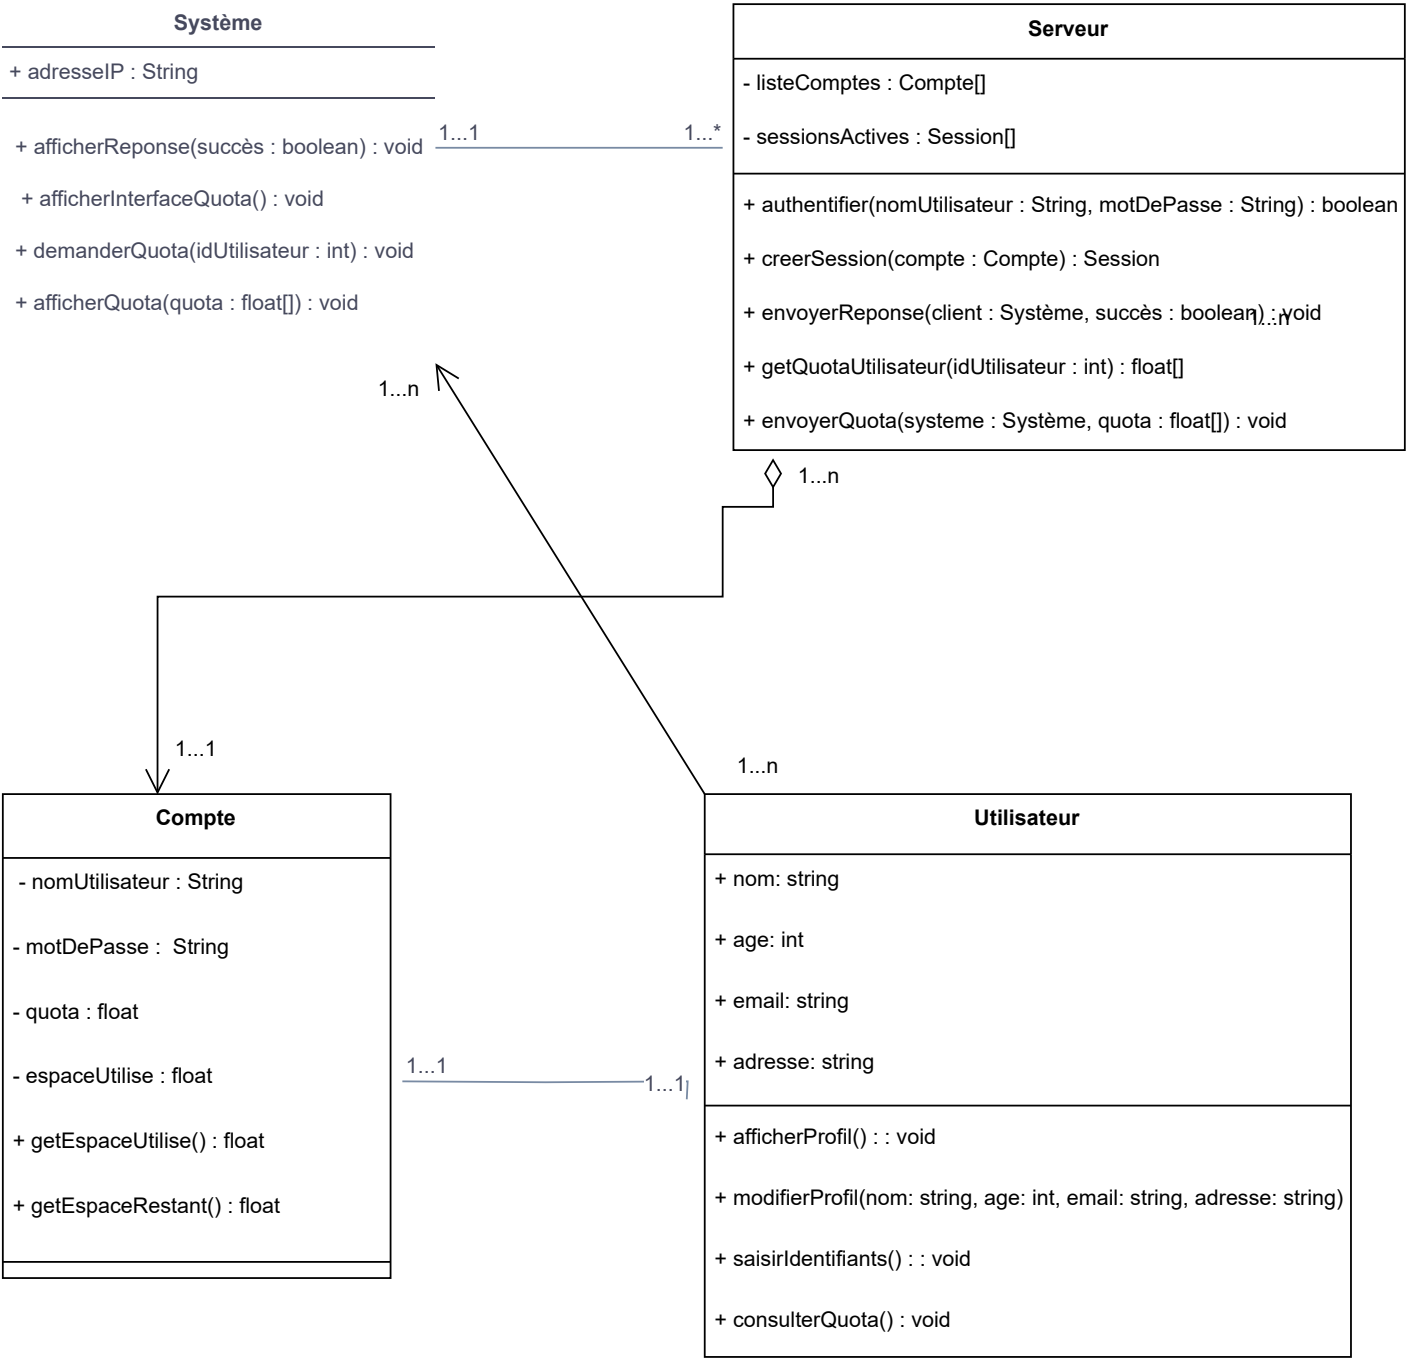 Système
+ adresseIP : String
+ afficherReponse(succès : boolean) : void
+ afficherInterfaceQuota() : void
+ demanderQuota(idUtilisateur : int) : void
+ afficherQuota(quota : float[]) : void
1...1
1...*
Serveur
- listeComptes : Compte[]
- sessionsActives : Session[]
+ authentifier(nomUtilisateur : String, motDePasse : String) : boolean
+ creerSession(compte : Compte) : Session
+ envoyerReponse(client : Système, succès : boolean) : void
1...n
+ getQuotaUtilisateur(idUtilisateur : int) : float[]
+ envoyerQuota(systeme : Système, quota : float[]) : void
1...n
1...n
1...1
1...n
Compte
- nomUtilisateur : String
- motDePasse :  String
- quota : float
- espaceUtilise : float
+ getEspaceUtilise() : float
+ getEspaceRestant() : float
1...1
1...1
Utilisateur
+ nom: string
+ age: int
+ email: string
+ adresse: string
+ afficherProfil() : : void
+ modifierProfil(nom: string, age: int, email: string, adresse: string)
+ saisirIdentifiants() : : void
+ consulterQuota() : void